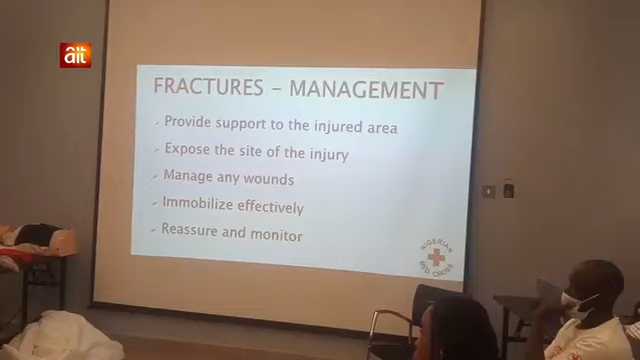 ait
FRACTURES - MANAGEMENT
- Provide support to the injured area
- Expose the site of the injury
- Manage any wounds
- Immobilize effectively
- Reassure and monitor
NIGERIAN
RED CROSS